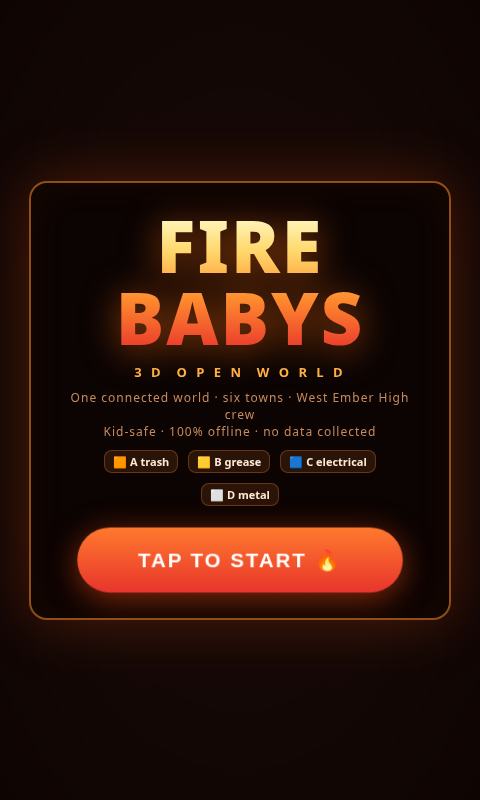 FIRE
BABYS
3D OPEN WORLD
One connected world · six towns · West Ember High
crew
Kid-safe · 100% offline · no data collected
🟧 A trash 🟨 B grease 🟦 C electrical
⬜ D metal
TAP TO START 🔥